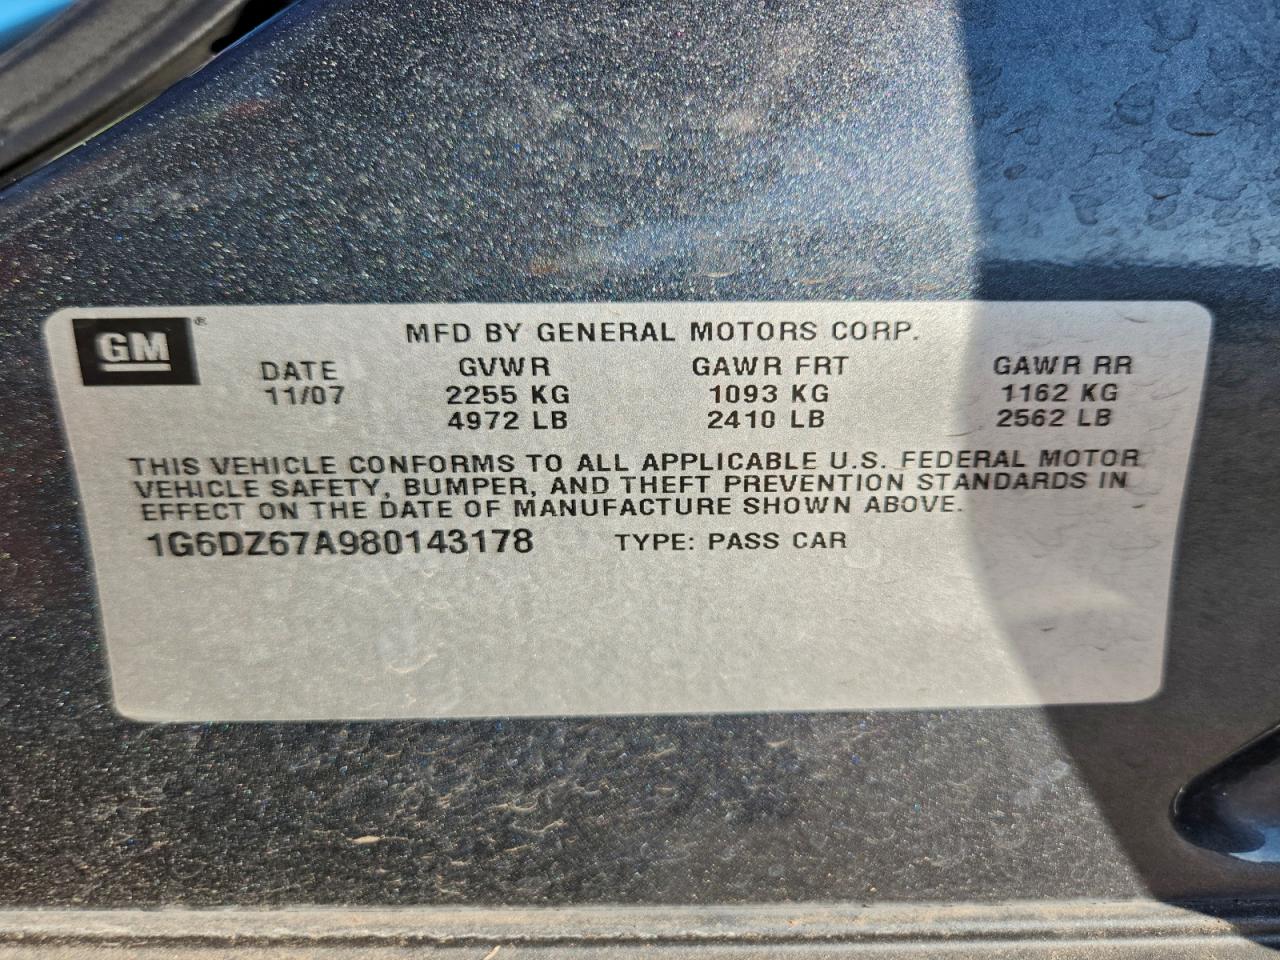 GM®
MFD BY GENERAL MOTORS CORP.
DATE GVWR GAWR FRT GAWR RR
11/07 2255 KG 1093 KG 1162 KG
4972 LB 2410 LB 2562 LB
THIS VEHICLE CONFORMS TO ALL APPLICABLE U.S. FEDERAL MOTOR
VEHICLE SAFETY, BUMPER, AND THEFT PREVENTION STANDARDS IN
EFFECT ON THE DATE OF MANUFACTURE SHOWN ABOVE.
1G6DZ67A980143178 TYPE: PASS CAR